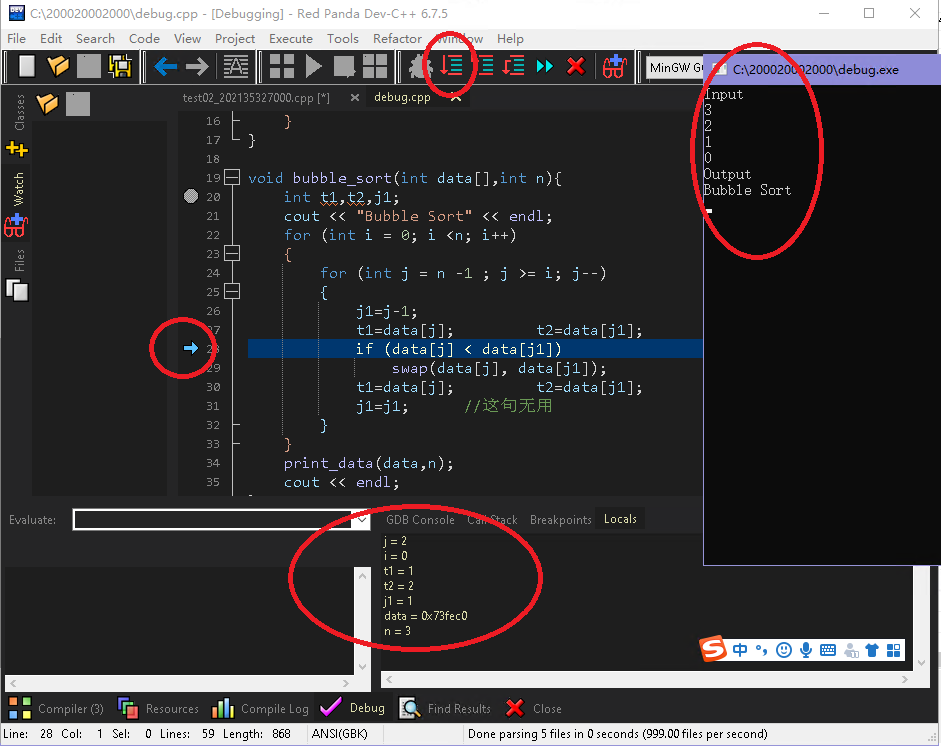 C:\200020002000\debug.cpp - [Debugging] - Red Panda Dev-C++ 6.7.5
File Edit Search Code View Project Execute Tools Refactor Window Help
MinGW G
C:\200020002000\debug.exe
Input
3
2
1
0
Output
Bubble Sort
Classes
Watch
Files
test02_202135327000.cpp [*]
debug.cpp
16 }
17 }
18
19 void bubble_sort(int data[],int n){
20 int t1,t2,j1;
21 cout << "Bubble Sort" << endl;
22 for (int i = 0; i <n; i++)
23 {
24 for (int j = n -1 ; j >= i; j--)
25 {
26 j1=j-1;
27 t1=data[j]; t2=data[j1];
28 if (data[j] < data[j1])
29 swap(data[j], data[j1]);
30 t1=data[j]; t2=data[j1];
31 j1=j1; //这句无用
32 }
33 }
34 print_data(data,n);
35 cout << endl;
Evaluate:
GDB Console Call Stack Breakpoints Locals
j = 2
i = 0
t1 = 1
t2 = 2
j1 = 1
data = 0x73fec0
n = 3
S 中
Compiler (3) Resources Compile Log Debug Find Results Close
Line: 28 Col: 1 Sel: 0 Lines: 59 Length: 868 ANSI(GBK) Done parsing 5 files in 0 seconds (999.00 files per second)